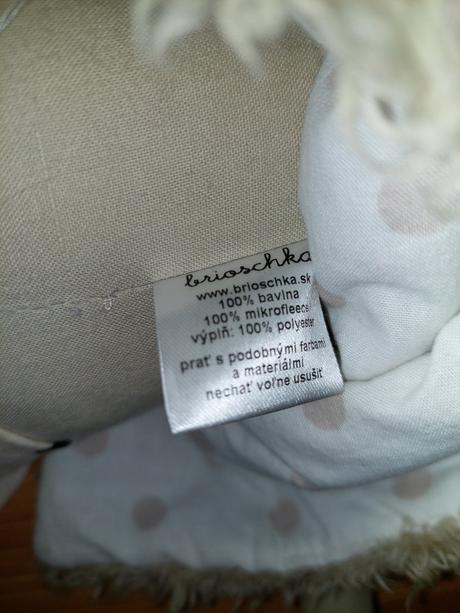 brioschka
www.brioschka.sk
100% bavlna
100% mikrofleece
výplň: 100% polyester
prať s podobnými farbami
a materiálmi
nechať voľne usušiť